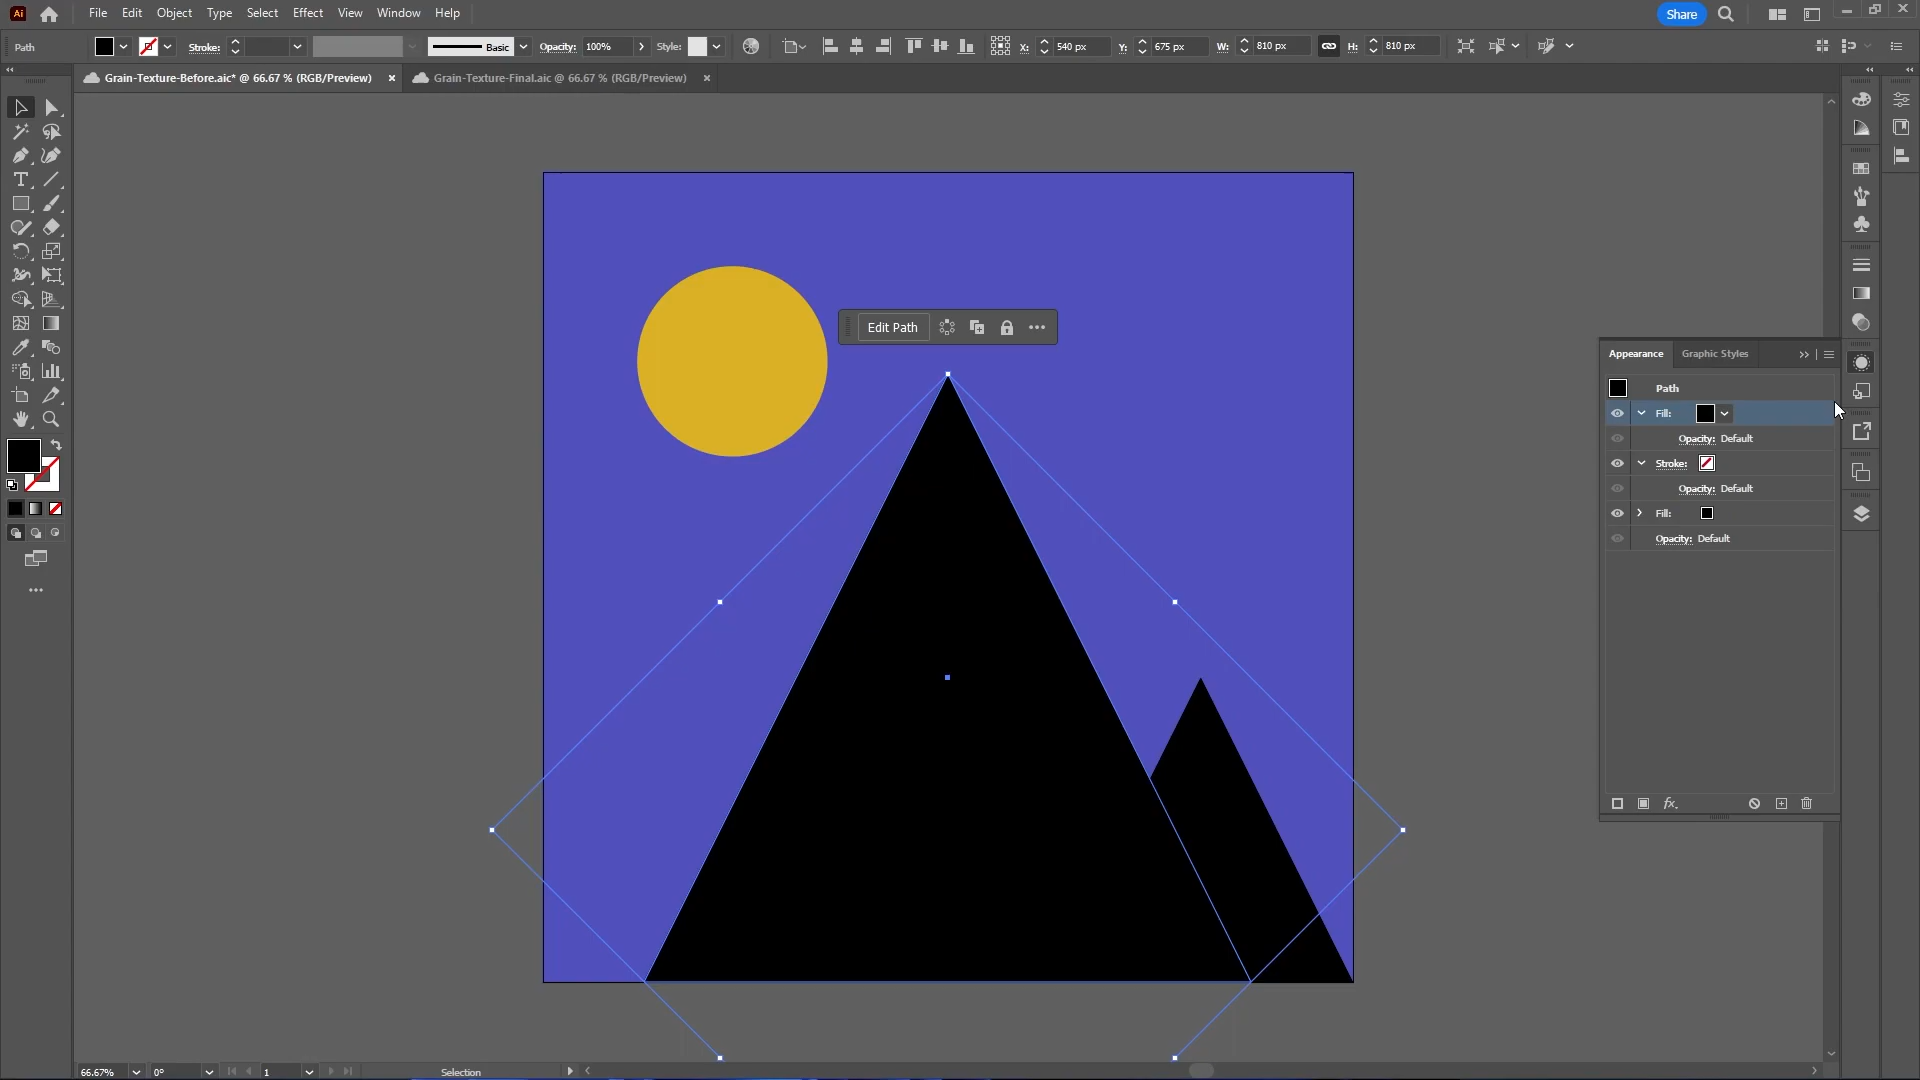 Ai File Edit Object Type Select Effect View Window Help Share
Path Stroke: Basic Opacity: 100% Style: X: 540 px Y: 675 px W: 810 px H: 810 px
Grain-Texture-Before.aic* @ 66.67 % (RGB/Preview) × Grain-Texture-Final.aic @ 66.67 % (RGB/Preview) ×
Edit Path
Appearance Graphic Styles
Path
Fill:
Opacity: Default
Stroke:
Opacity: Default
Fill:
Opacity: Default
fx.
66.67% 0° 1 Selection